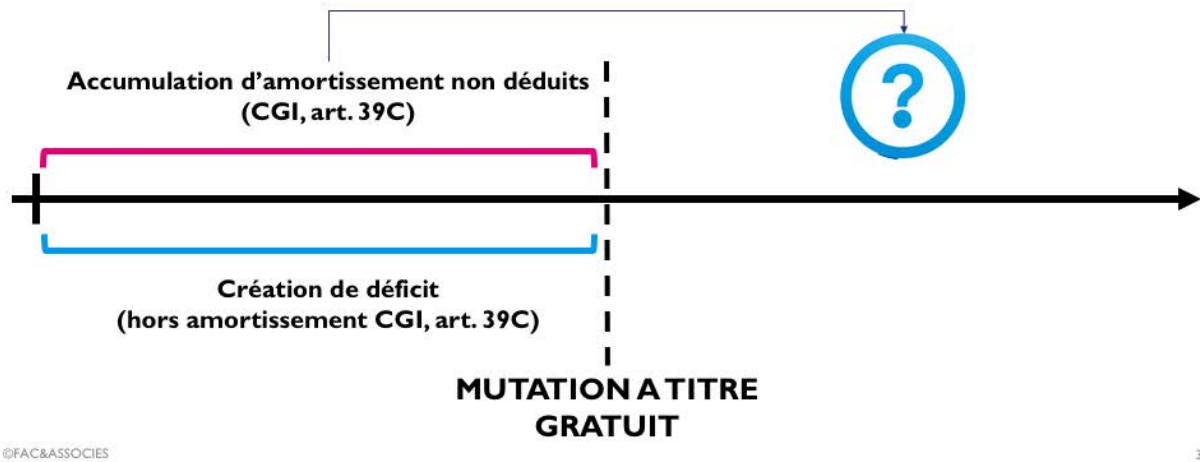 Accumulation d'amortissement non déduits
(CGI, art. 39C)
?
Création de déficit
(hors amortissement CGI, art. 39C)
MUTATION A TITRE
GRATUIT
©FAC&ASSOCIES